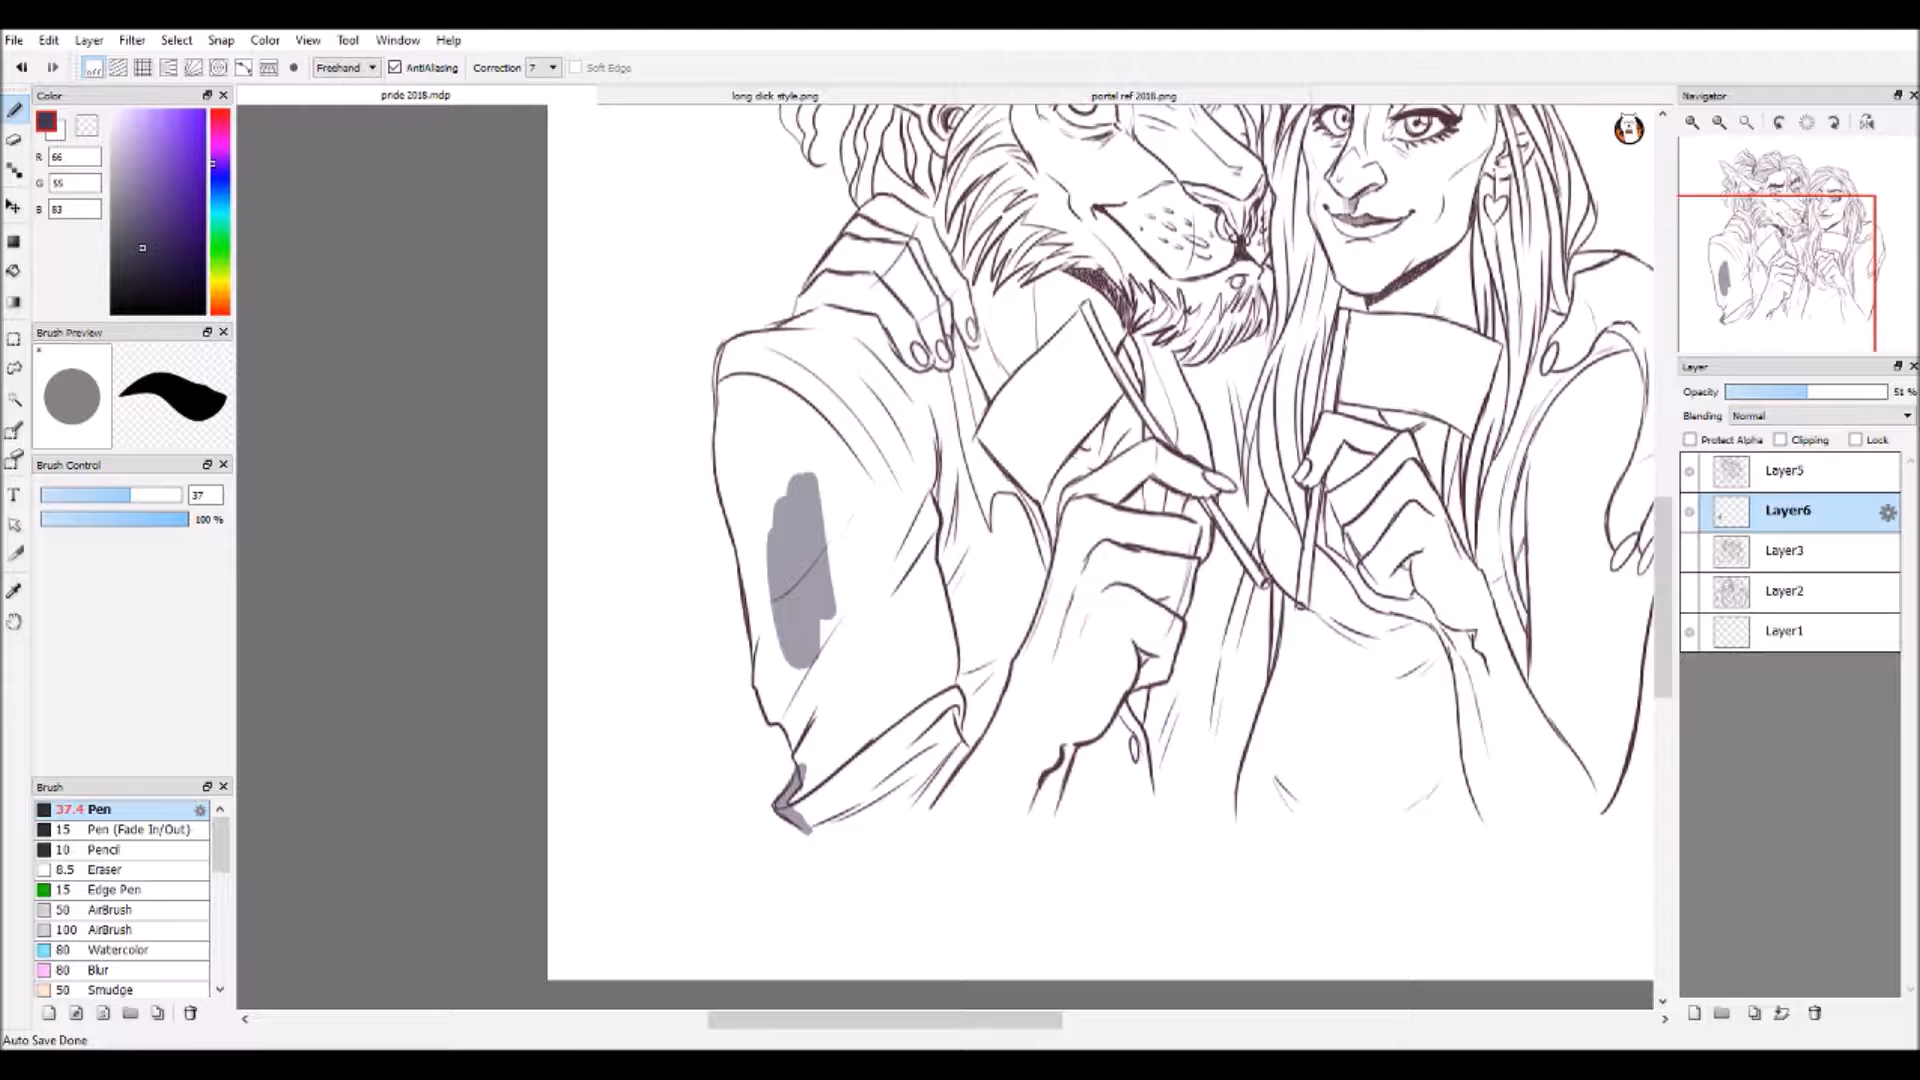 File Edit Layer Filter Select Snap Color View Tool Window Help
off Freehand AntiAliasing Correction 7 Soft Edge
Color
pride 2018.mdp
long dick style.png
portal ref 2018.png
Navigator
R 66
G 55
B 83
Brush Preview
Brush Control
37
100 %
Brush
37.4 Pen
15 Pen (Fade In/Out)
10 Pencil
8.5 Eraser
15 Edge Pen
50 AirBrush
100 AirBrush
80 Watercolor
80 Blur
50 Smudge
Layer
Opacity 51 %
Blending Normal
Protect Alpha Clipping Lock
Layer5
Layer6
Layer3
Layer2
Layer1
Auto Save Done